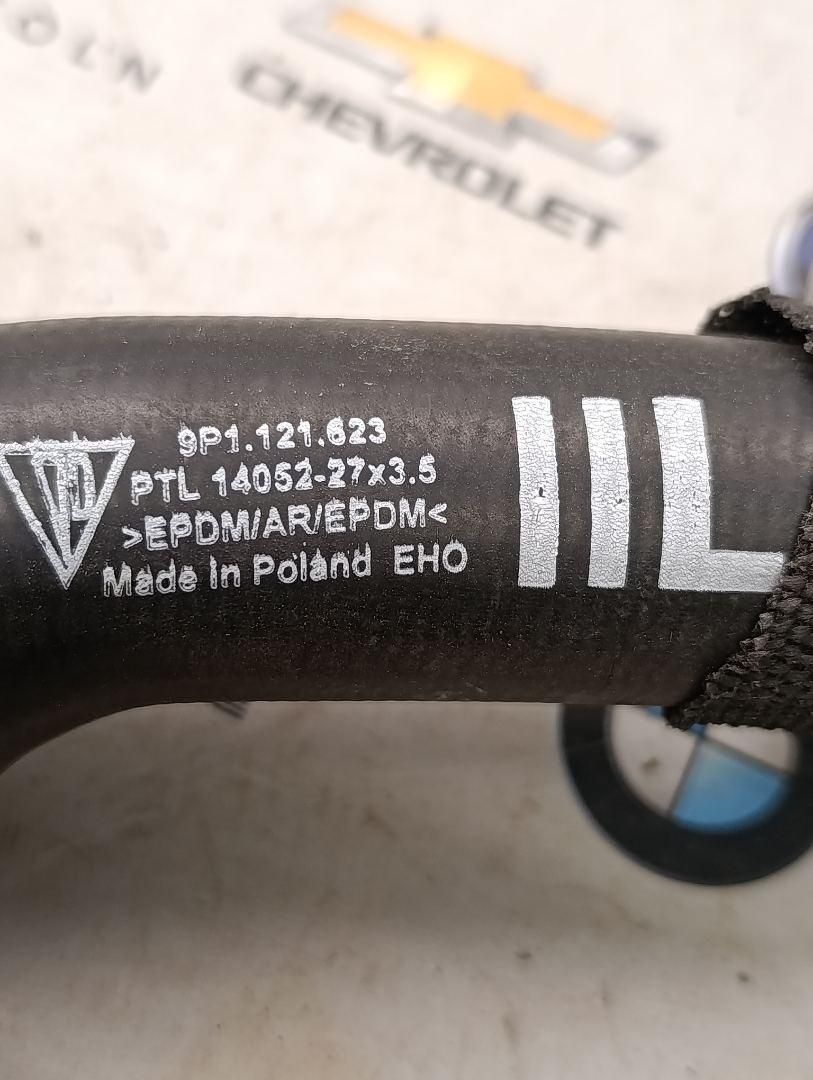 CHEVROLET
9P1.121.623
PTL 14052-27x3.5
>EPDM/AR/EPDM<
Made In Poland EHO
IIL